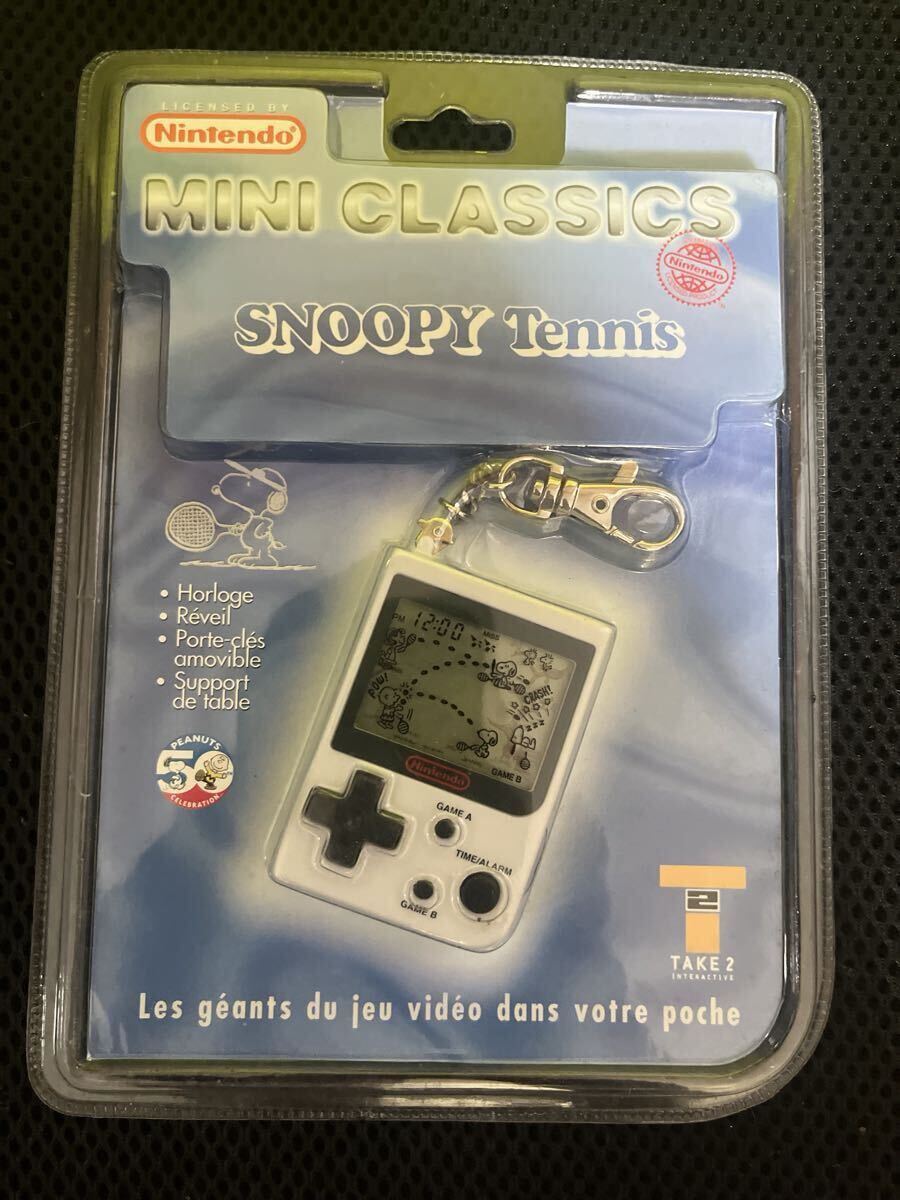 LICENSED BY
Nintendo®
MINI CLASSICS
Nintendo
SNOOPY Tennis
• Horloge
• Réveil
• Porte-clés
amovible
• Support
de table
PEANUTS
50
CELEBRATION
PM 12:00 MISS
POW!
CRASH!
zzz
GAME B
Nintendo
GAME A
TIME/ALARM
GAME B
T2
TAKE 2
INTERACTIVE
Les géants du jeu vidéo dans votre poche